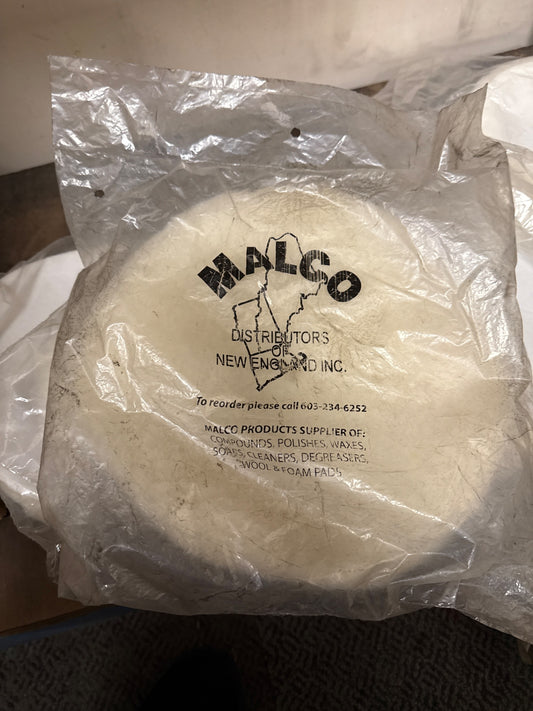 MALCO
DISTRIBUTORS
OF
NEW ENGLAND INC.
To reorder please call 603-234-6252
MALCO PRODUCTS SUPPLIER OF:
COMPOUNDS, POLISHES, WAXES,
SOAPS, CLEANERS, DEGREASERS,
WOOL & FOAM PADS